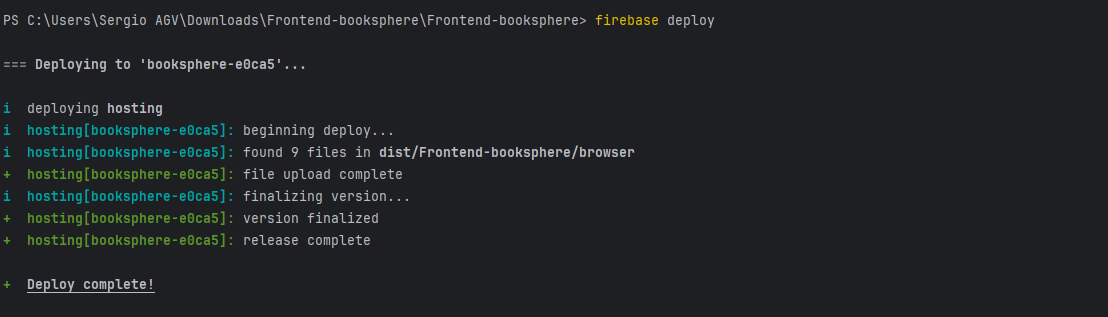 PS C:\Users\Sergio AGV\Downloads\Frontend-booksphere\Frontend-booksphere> firebase deploy
=== Deploying to 'booksphere-e0ca5'...
i  deploying hosting
i  hosting[booksphere-e0ca5]: beginning deploy...
i  hosting[booksphere-e0ca5]: found 9 files in dist/Frontend-booksphere/browser
+  hosting[booksphere-e0ca5]: file upload complete
i  hosting[booksphere-e0ca5]: finalizing version...
+  hosting[booksphere-e0ca5]: version finalized
+  hosting[booksphere-e0ca5]: release complete
+  Deploy complete!